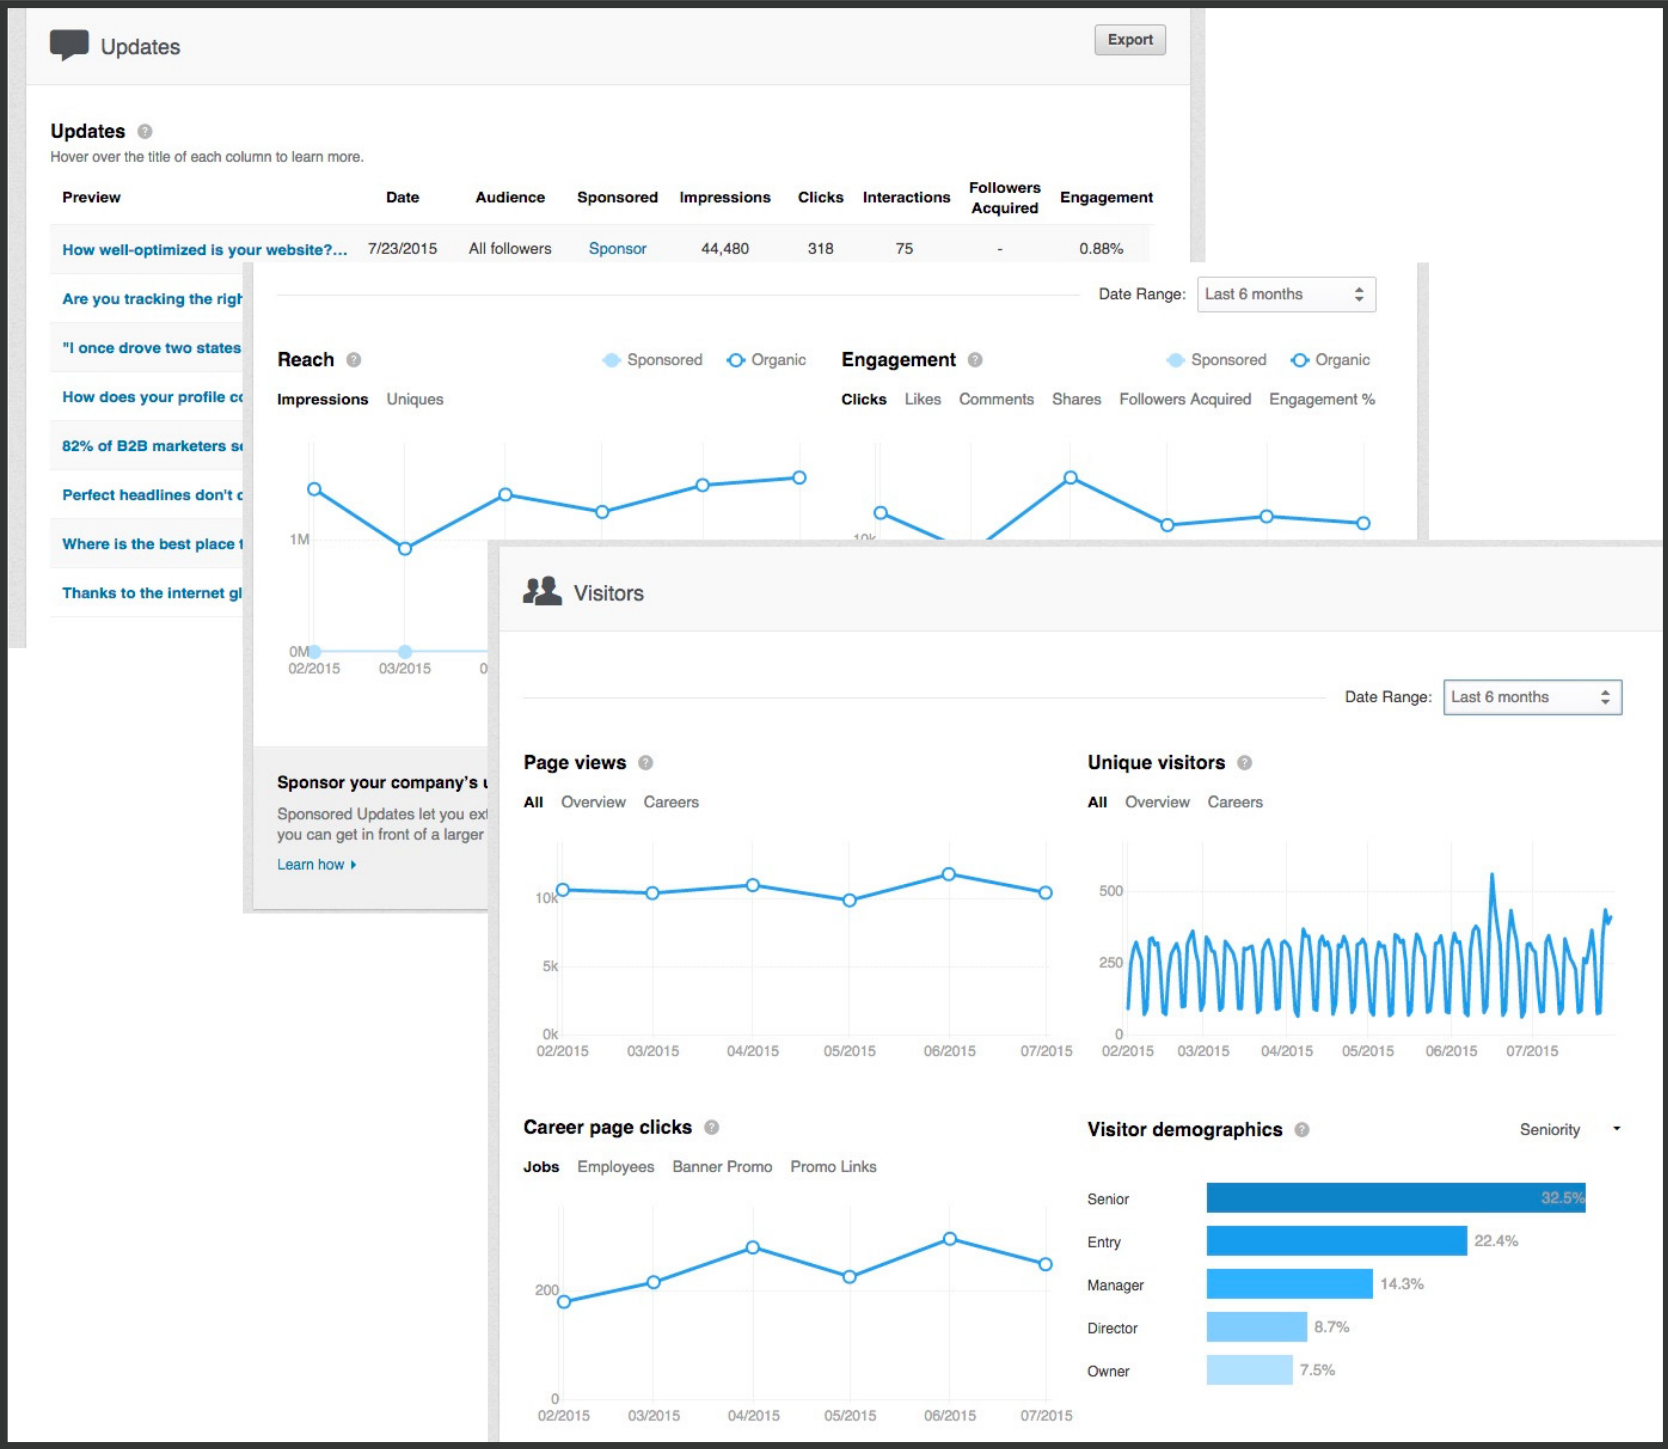 Updates
Export
Updates
Hover over the title of each column to learn more.
Preview Date Audience Sponsored Impressions Clicks Interactions Followers Acquired Engagement
How well-optimized is your website?... 7/23/2015 All followers Sponsor 44,480 318 75 - 0.88%
Are you tracking the righ
"I once drove two states
How does your profile co
82% of B2B marketers se
Perfect headlines don't
Where is the best place
Thanks to the internet gl
Date Range: Last 6 months
Reach
Sponsored Organic
Impressions Uniques
1M
0M
02/2015 03/2015 0
Engagement
Sponsored Organic
Clicks Likes Comments Shares Followers Acquired Engagement %
10k
Sponsor your company's
Sponsored Updates let you ext
you can get in front of a larger
Learn how
Visitors
Date Range: Last 6 months
Page views
All Overview Careers
10k
5k
0k
02/2015 03/2015 04/2015 05/2015 06/2015 07/2015
Unique visitors
All Overview Careers
500
250
0
02/2015 03/2015 04/2015 05/2015 06/2015 07/2015
Career page clicks
Jobs Employees Banner Promo Promo Links
200
0
02/2015 03/2015 04/2015 05/2015 06/2015 07/2015
Visitor demographics
Seniority
Senior 32.5%
Entry 22.4%
Manager 14.3%
Director 8.7%
Owner 7.5%